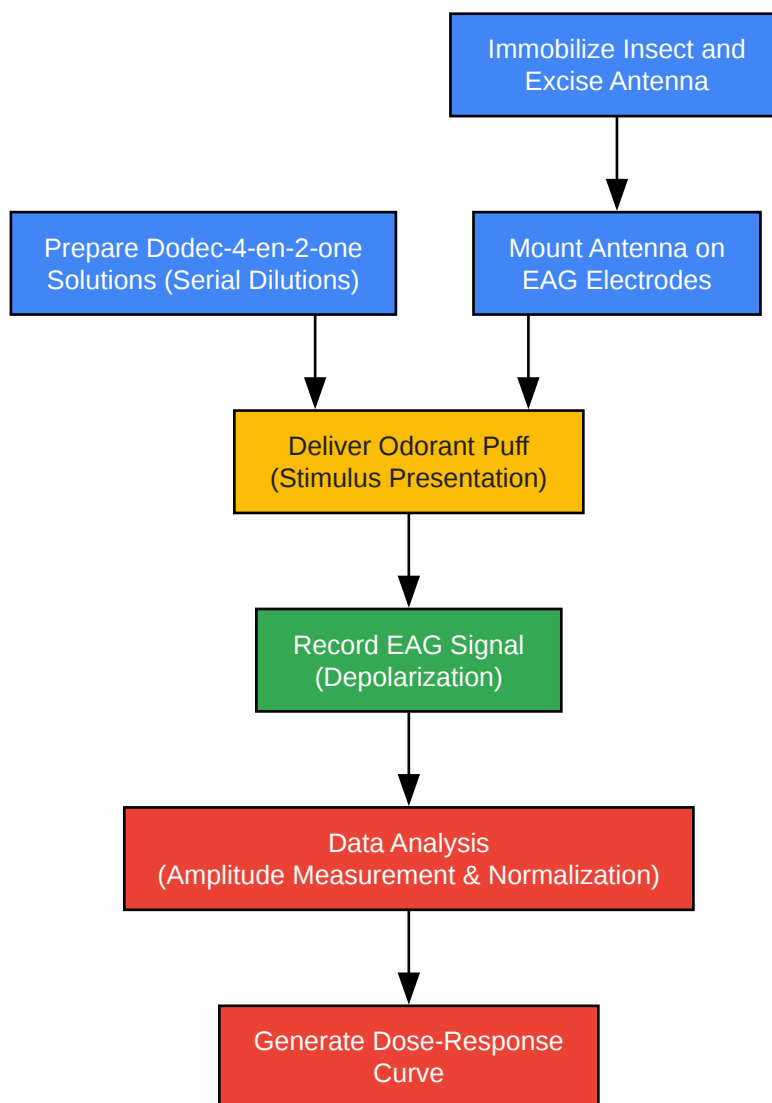 Immobilize Insect and
Excise Antenna
Prepare Dodec-4-en-2-one
Solutions (Serial Dilutions)
Mount Antenna on
EAG Electrodes
Deliver Odorant Puff
(Stimulus Presentation)
Record EAG Signal
(Depolarization)
Data Analysis
(Amplitude Measurement & Normalization)
Generate Dose-Response
Curve